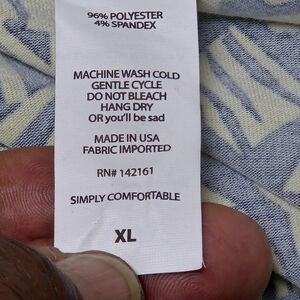 96% POLYESTER
4% SPANDEX
MACHINE WASH COLD
GENTLE CYCLE
DO NOT BLEACH
HANG DRY
OR you'll be sad
MADE IN USA
FABRIC IMPORTED
RN# 142161
SIMPLY COMFORTABLE
XL